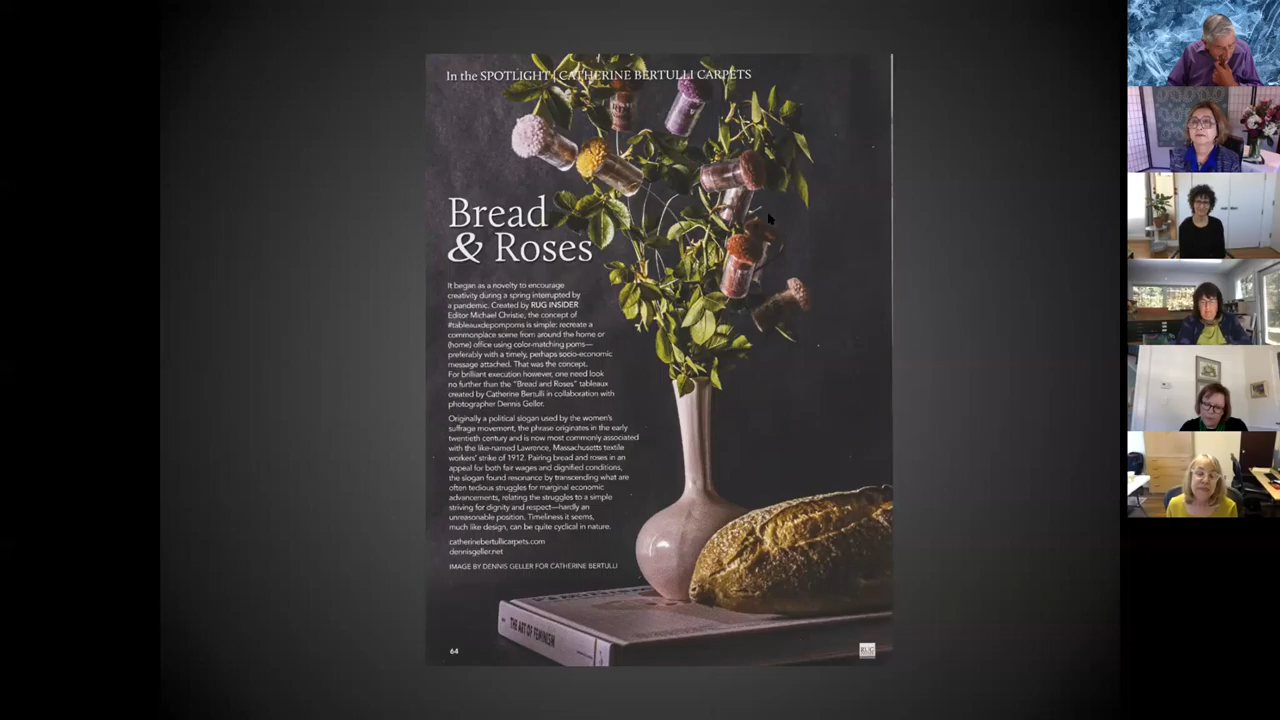 In the SPOTLIGHT | CATHERINE BERTULLI CARPETS
Bread
& Roses
It began as a novelty to encourage
creativity during a spring interrupted by
a pandemic. Created by RUG INSIDER
Editor Michael Christie, the concept of
#tableauxdepompoms is simple: recreate a
commonplace scene from around the home or
(home) office using color-matching poms—
preferably with a timely, perhaps socio-economic
message attached. That was the concept.
For brilliant execution however, one need look
no further than the "Bread and Roses" tableaux
created by Catherine Bertulli in collaboration with
photographer Dennis Geller.
Originally a political slogan used by the women's
suffrage movement, the phrase originates in the early
twentieth century and is now most commonly associated
with the like-named Lawrence, Massachusetts textile
workers' strike of 1912. Pairing bread and roses in an
appeal for both fair wages and dignified conditions,
the slogan found resonance by transcending what are
often tedious struggles for marginal economic
advancements, relating the struggles to a simple
striving for dignity and respect—hardly an
unreasonable position. Timeliness it seems,
much like design, can be quite cyclical in nature.
catherinebertullicarpets.com
dennisgeller.net
IMAGE BY DENNIS GELLER FOR CATHERINE BERTULLI
THE ART OF FEMINISM
64
RUG